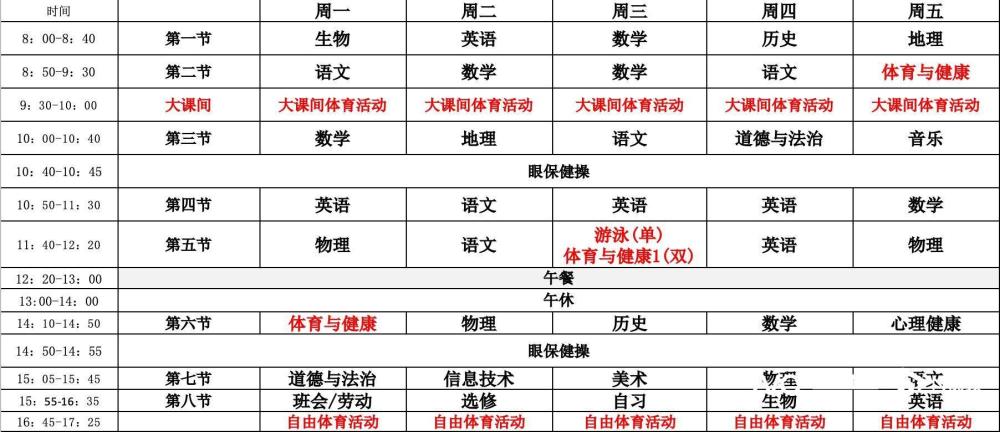 时间 周一 周二 周三 周四 周五
8：00-8：40 第一节 生物 英语 数学 历史 地理
8：50-9：30 第二节 语文 数学 数学 语文 体育与健康
9：30-10：00 大课间 大课间体育活动 大课间体育活动 大课间体育活动 大课间体育活动 大课间体育活动
10：00-10：40 第三节 数学 地理 语文 道德与法治 音乐
10：40-10：45 眼保健操
10：50-11：30 第四节 英语 语文 英语 英语 数学
11：40-12：20 第五节 物理 语文 游泳(单) 英语 物理
体育与健康1(双)
12：20-13：00 午餐
13:00-14：00 午休
14：10-14：50 第六节 体育与健康 物理 历史 数学 心理健康
14：50-14：55 眼保健操
15：05-15：45 第七节 道德与法治 信息技术 美术 物理 语文
15：55-16：35 第八节 班会/劳动 选修 自习 生物 英语
16：45-17：25 自由体育活动 自由体育活动 自由体育活动 自由体育活动 自由体育活动